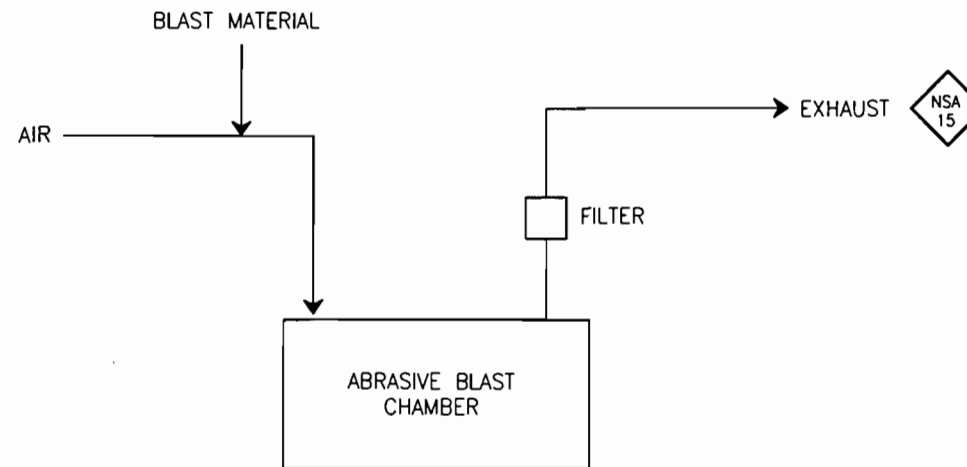 BLAST MATERIAL
AIR
EXHAUST
NSA
15
FILTER
ABRASIVE BLAST
CHAMBER